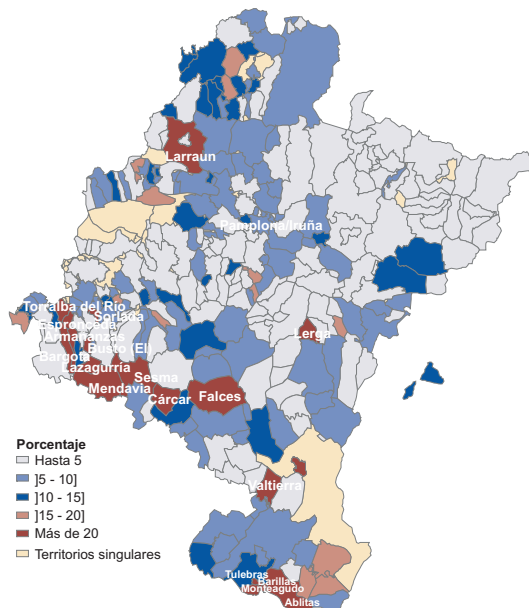 Larraun
Pamplona/Iruña
Torralba del Río
Sorlada
Espronceda
Armañanzas
Busto (El)
Bargota
Lazagurría
Sesma
Mendavia
Cárcar
Falces
Lerga
Valtierra
Tulebras
Barillas
Monteagudo
Ablitas
Porcentaje
Hasta 5
]5 - 10]
]10 - 15]
]15 - 20]
Más de 20
Territorios singulares